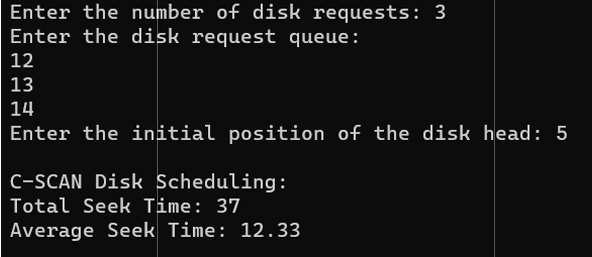 Enter the number of disk requests: 3
Enter the disk request queue:
12
13
14
Enter the initial position of the disk head: 5
C-SCAN Disk Scheduling:
Total Seek Time: 37
Average Seek Time: 12.33